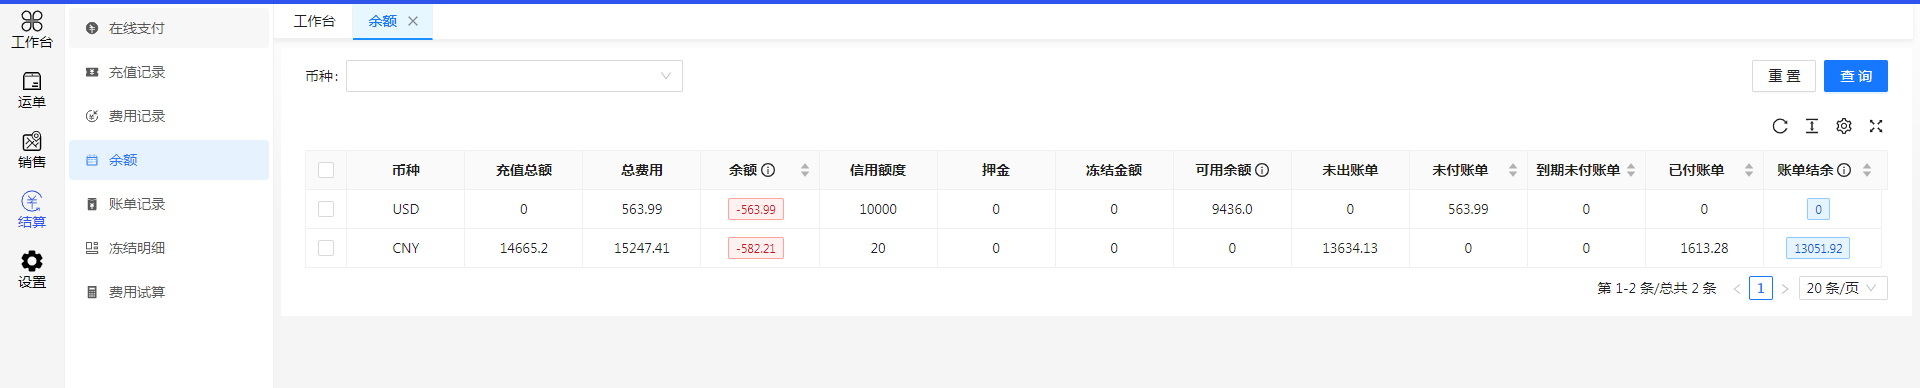 工作台
运单
销售
结算
设置
在线支付
充值记录
费用记录
余额
账单记录
冻结明细
费用试算
工作台 余额
币种：
重 置 查 询
币种 充值总额 总费用 余额 信用额度 押金 冻结金额 可用余额 未出账单 未付账单 到期未付账单 已付账单 账单结余
USD 0 563.99 -563.99 10000 0 0 9436.0 0 563.99 0 0 0
CNY 14665.2 15247.41 -582.21 20 0 0 0 13634.13 0 0 1613.28 13051.92
第 1-2 条/总共 2 条 1 20 条/页